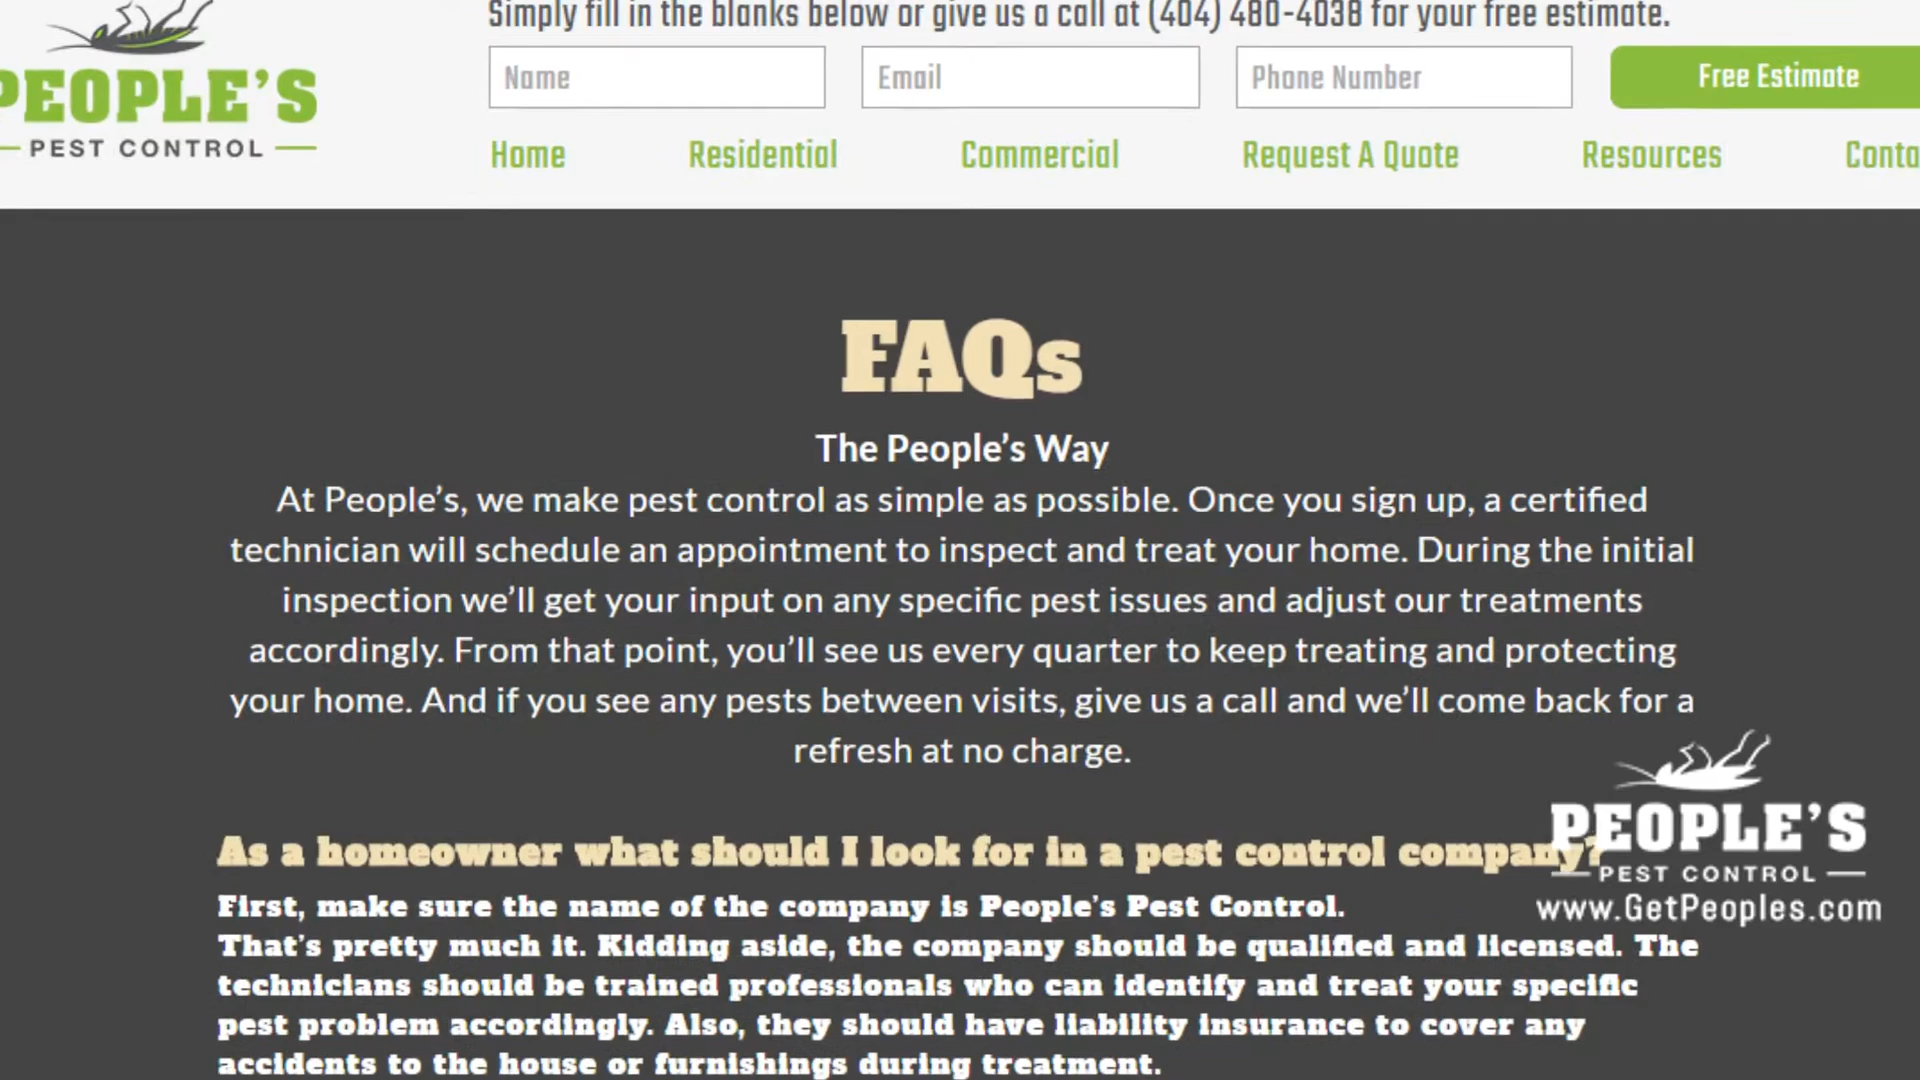 Simply fill in the blanks below or give us a call at (404) 480-4038 for your free estimate.
PEOPLE'S
PEST CONTROL
Name
Email
Phone Number
Free Estimate
Home
Residential
Commercial
Request A Quote
Resources
Conta
FAQs
The People's Way
At People's, we make pest control as simple as possible. Once you sign up, a certified
technician will schedule an appointment to inspect and treat your home. During the initial
inspection we'll get your input on any specific pest issues and adjust our treatments
accordingly. From that point, you'll see us every quarter to keep treating and protecting
your home. And if you see any pests between visits, give us a call and we'll come back for a
refresh at no charge.
As a homeowner what should I look for in a pest control company?
First, make sure the name of the company is People's Pest Control.
That's pretty much it. Kidding aside, the company should be qualified and licensed. The
technicians should be trained professionals who can identify and treat your specific
pest problem accordingly. Also, they should have liability insurance to cover any
accidents to the house or furnishings during treatment.
PEOPLE'S
PEST CONTROL
www.GetPeoples.com